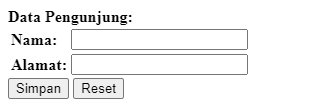 Data Pengunjung:
Nama:
Alamat:
Simpan Reset